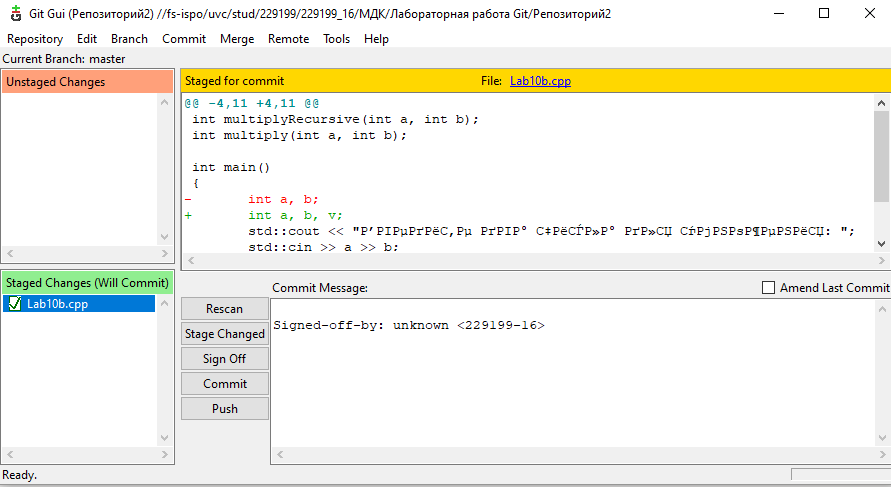 Git Gui (Репозиторий2) //fs-ispo/uvc/stud/229199/229199_16/МДК/Лабораторная работа Git/Репозиторий2
Repository Edit Branch Commit Merge Remote Tools Help
Current Branch: master
Unstaged Changes
Staged for commit File: Lab10b.cpp
@@ -4,11 +4,11 @@
int multiplyRecursive(int a, int b);
int multiply(int a, int b);
int main()
{
- int a, b;
+ int a, b, v;
std::cout << "Р’РІРµРґРёС‚Рµ РґРІР° С‡РёСЃР»Р° РґР»СЏ СѓРјРЅРѕР¶РµРЅРёСЏ: ";
std::cin >> a >> b;
Staged Changes (Will Commit)
Lab10b.cpp
Commit Message: Amend Last Commit
Rescan
Stage Changed
Sign Off
Commit
Push
Signed-off-by: unknown <229199-16>
Ready.